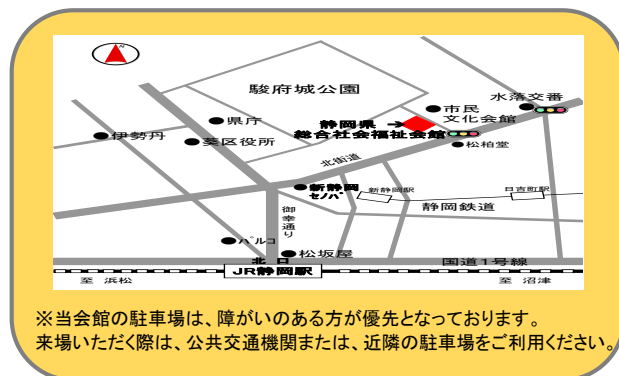 N
駿府城公園
水落交番
県庁
市民
文化会館
静岡県 →
総合社会福祉会館
伊勢丹
葵区役所
松柏堂
北街道
新静岡
セノバ
新静岡駅
日吉町駅
静岡鉄道
御幸通り
パルコ
松坂屋
北口
国道1号線
JR静岡駅
至 浜松
至 沼津
※当会館の駐車場は、障がいのある方が優先となっております。
来場いただく際は、公共交通機関または、近隣の駐車場をご利用ください。